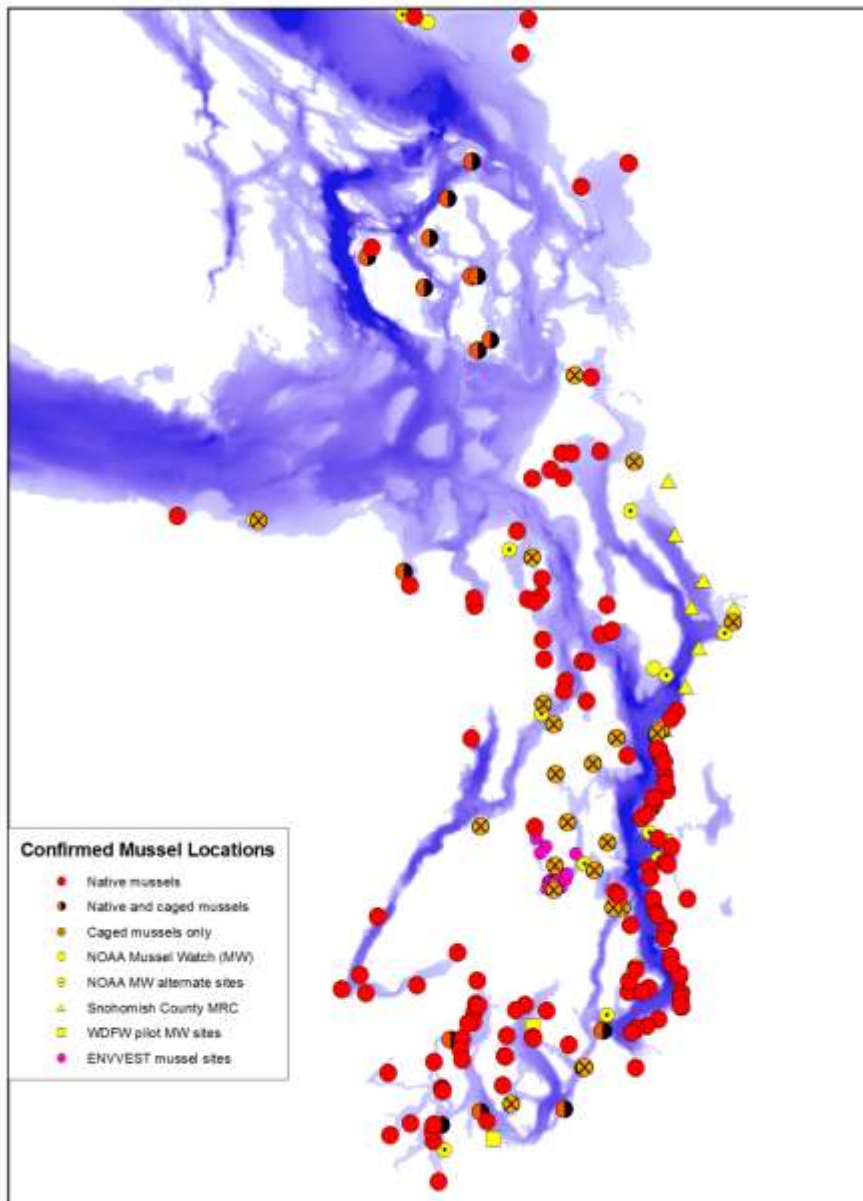 Confirmed Mussel Locations
Native mussels
Native and caged mussels
Caged mussels only
NOAA Mussel Watch (MW)
NOAA MW alternate sites
Snohomish County MRC
WDFW pilot MW sites
ENVVEST mussel sites